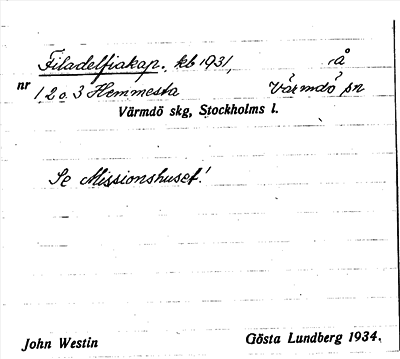 Filadelfiakap. kb 1931, å
nr 1, 2 o. 3 Hemmesta Värmdö sn
Värmdö skg, Stockholms l.
Se Missionshuset!
John Westin Gösta Lundberg 1934.